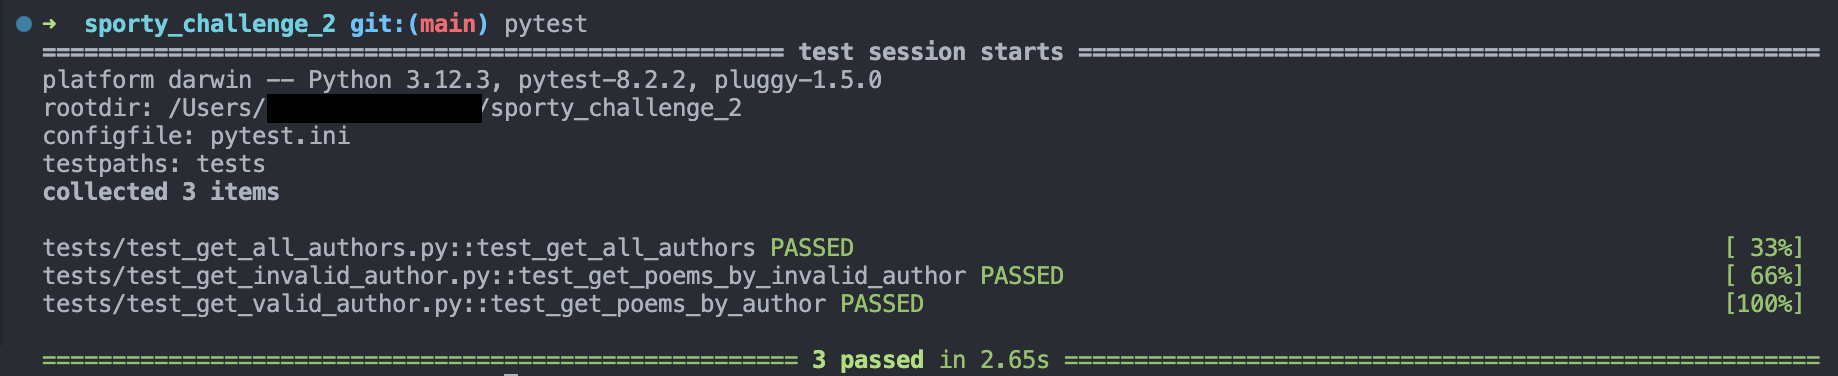 ➜ sporty_challenge_2 git:(main) pytest
===================================================== test session starts =====================================================
platform darwin -- Python 3.12.3, pytest-8.2.2, pluggy-1.5.0
rootdir: /Users/ /sporty_challenge_2
configfile: pytest.ini
testpaths: tests
collected 3 items
tests/test_get_all_authors.py::test_get_all_authors PASSED [ 33%]
tests/test_get_invalid_author.py::test_get_poems_by_invalid_author PASSED [ 66%]
tests/test_get_valid_author.py::test_get_poems_by_author PASSED [100%]
====================================================== 3 passed in 2.65s ======================================================